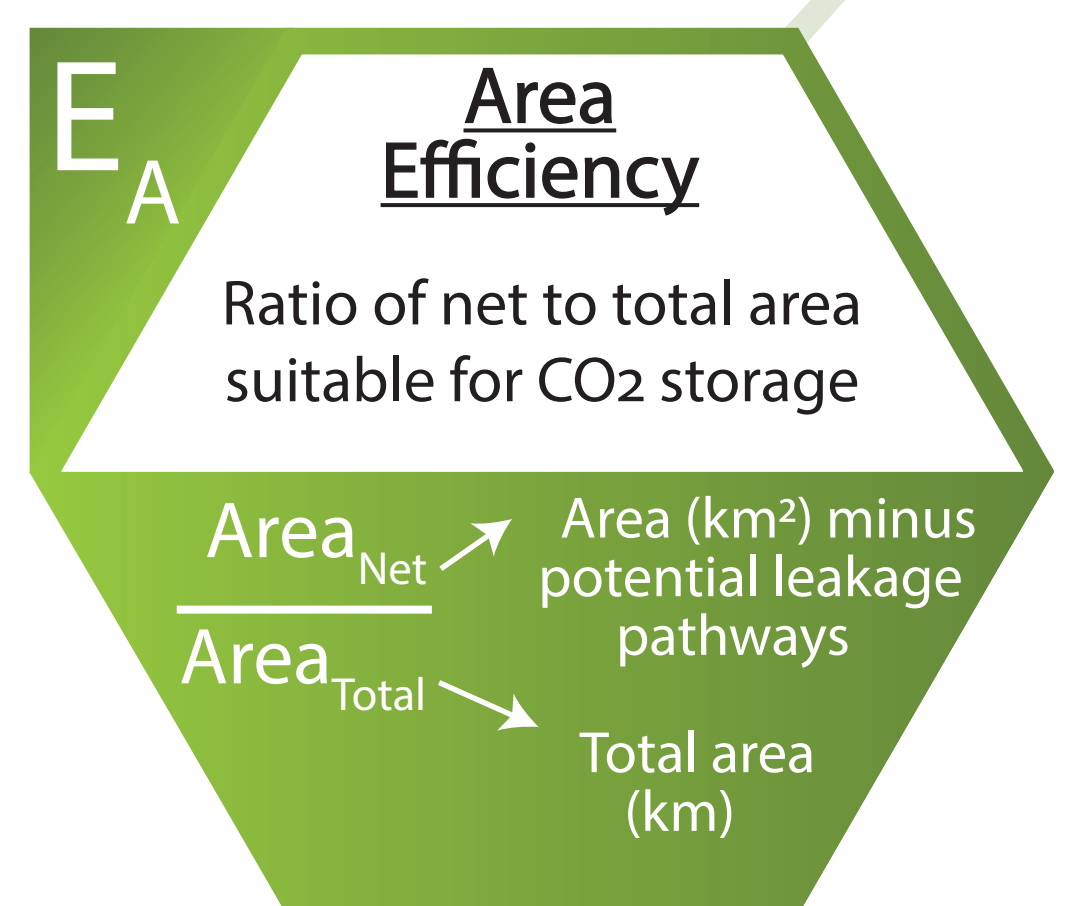 E
A
Area
Efficiency
Ratio of net to total area
suitable for CO2 storage
Area Net
Area (km²) minus
potential leakage
pathways
Area Total
Total area
(km)